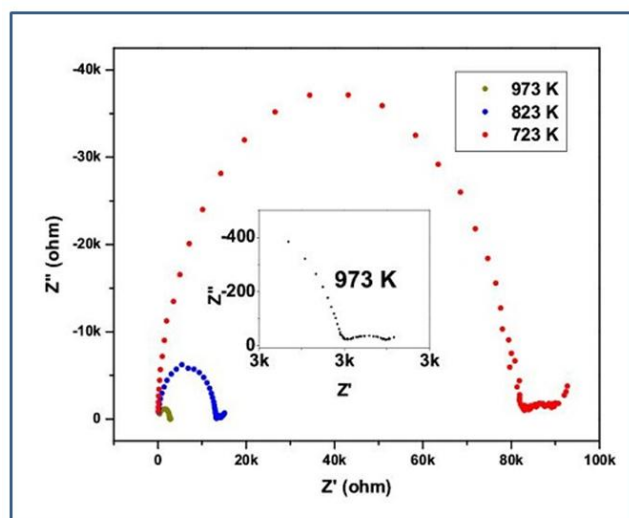 -40k
-30k
-20k
-10k
0
Z" (ohm)
0
20k
40k
60k
80k
100k
Z' (ohm)
973 K
823 K
723 K
-400
-200
0
Z"
3k
3k
3k
Z'
973 K